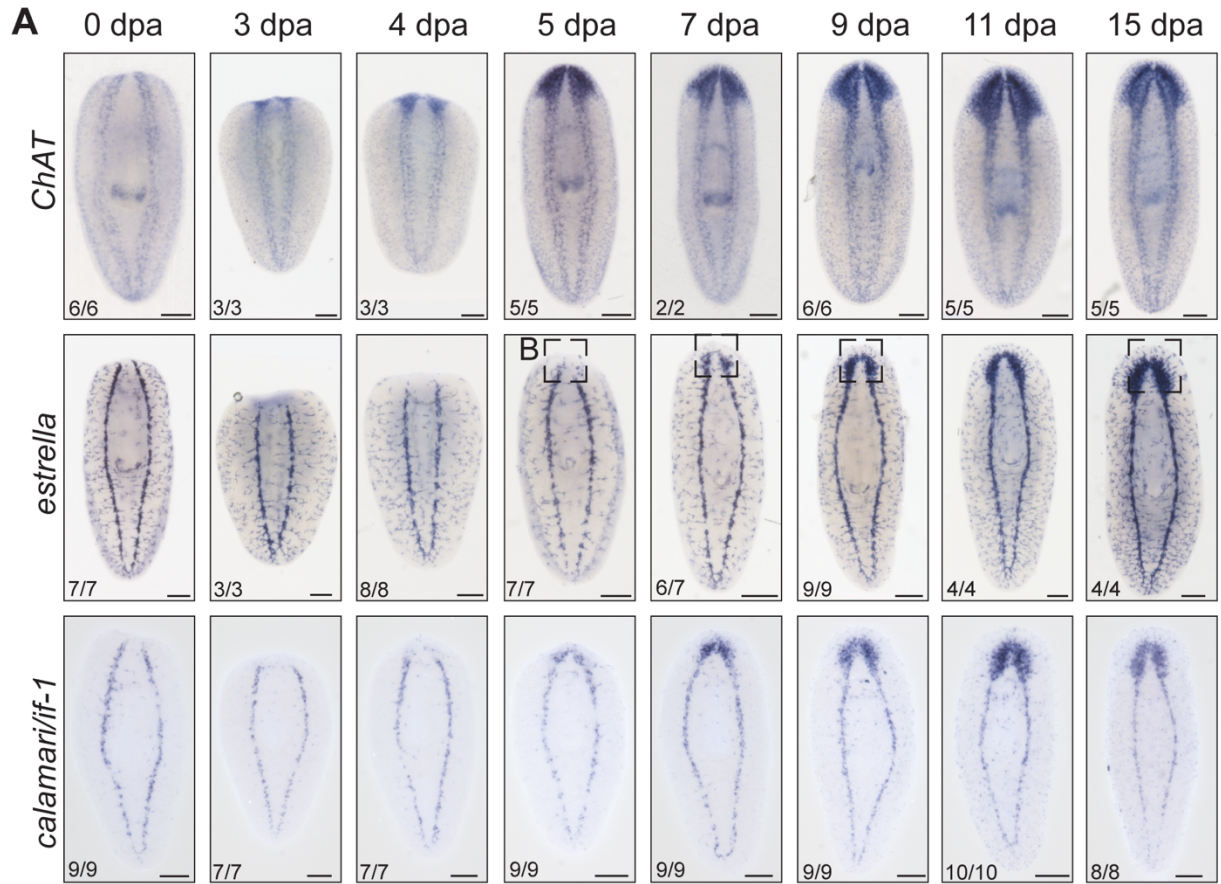 A 0 dpa 3 dpa 4 dpa 5 dpa 7 dpa 9 dpa 11 dpa 15 dpa
ChAT
6/6 3/3 3/3 5/5 2/2 6/6 5/5 5/5
B
estrella
7/7 3/3 8/8 7/7 6/7 9/9 4/4 4/4
calamari/if-1
9/9 7/7 7/7 9/9 9/9 9/9 10/10 8/8